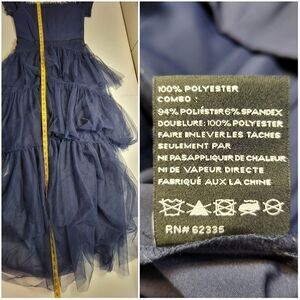 100% POLYESTER
COMBO :
94% POLIÉSTER 6% SPANDEX
DOUBLURE: 100% POLYESTER
FAIRE ENLEVER LES TACHES
SEULEMENT PAR
NE PAS APPLIQUER DE CHALEUR
NI DE VAPEUR DIRECTE
FABRIQUÉ AUX LA CHINE
RN# 62335